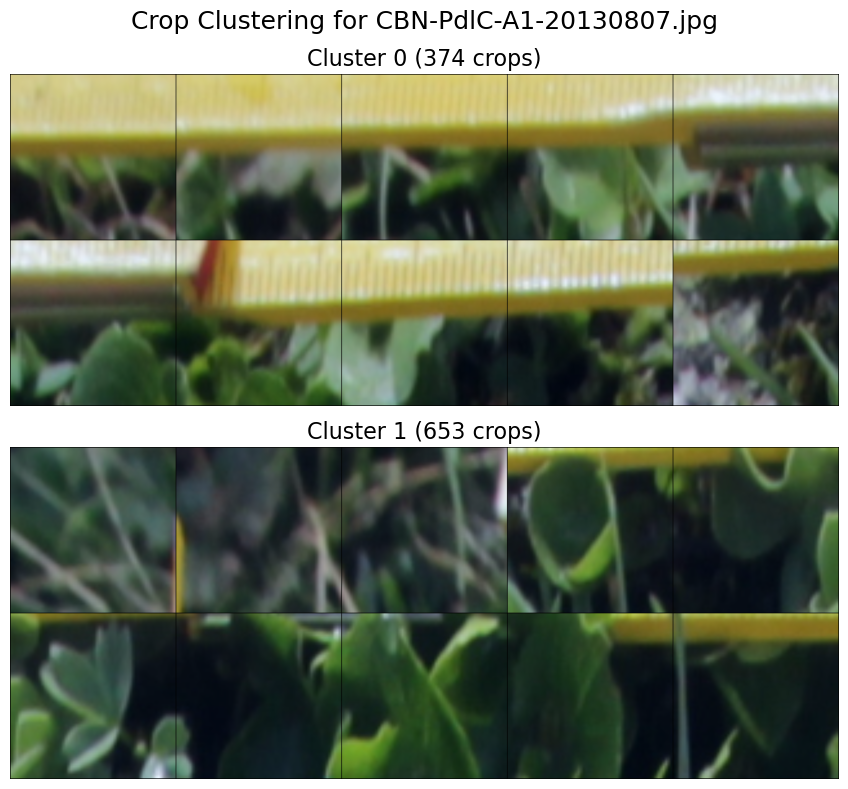 Crop Clustering for CBN-PdlC-A1-20130807.jpg
Cluster 0 (374 crops)
Cluster 1 (653 crops)